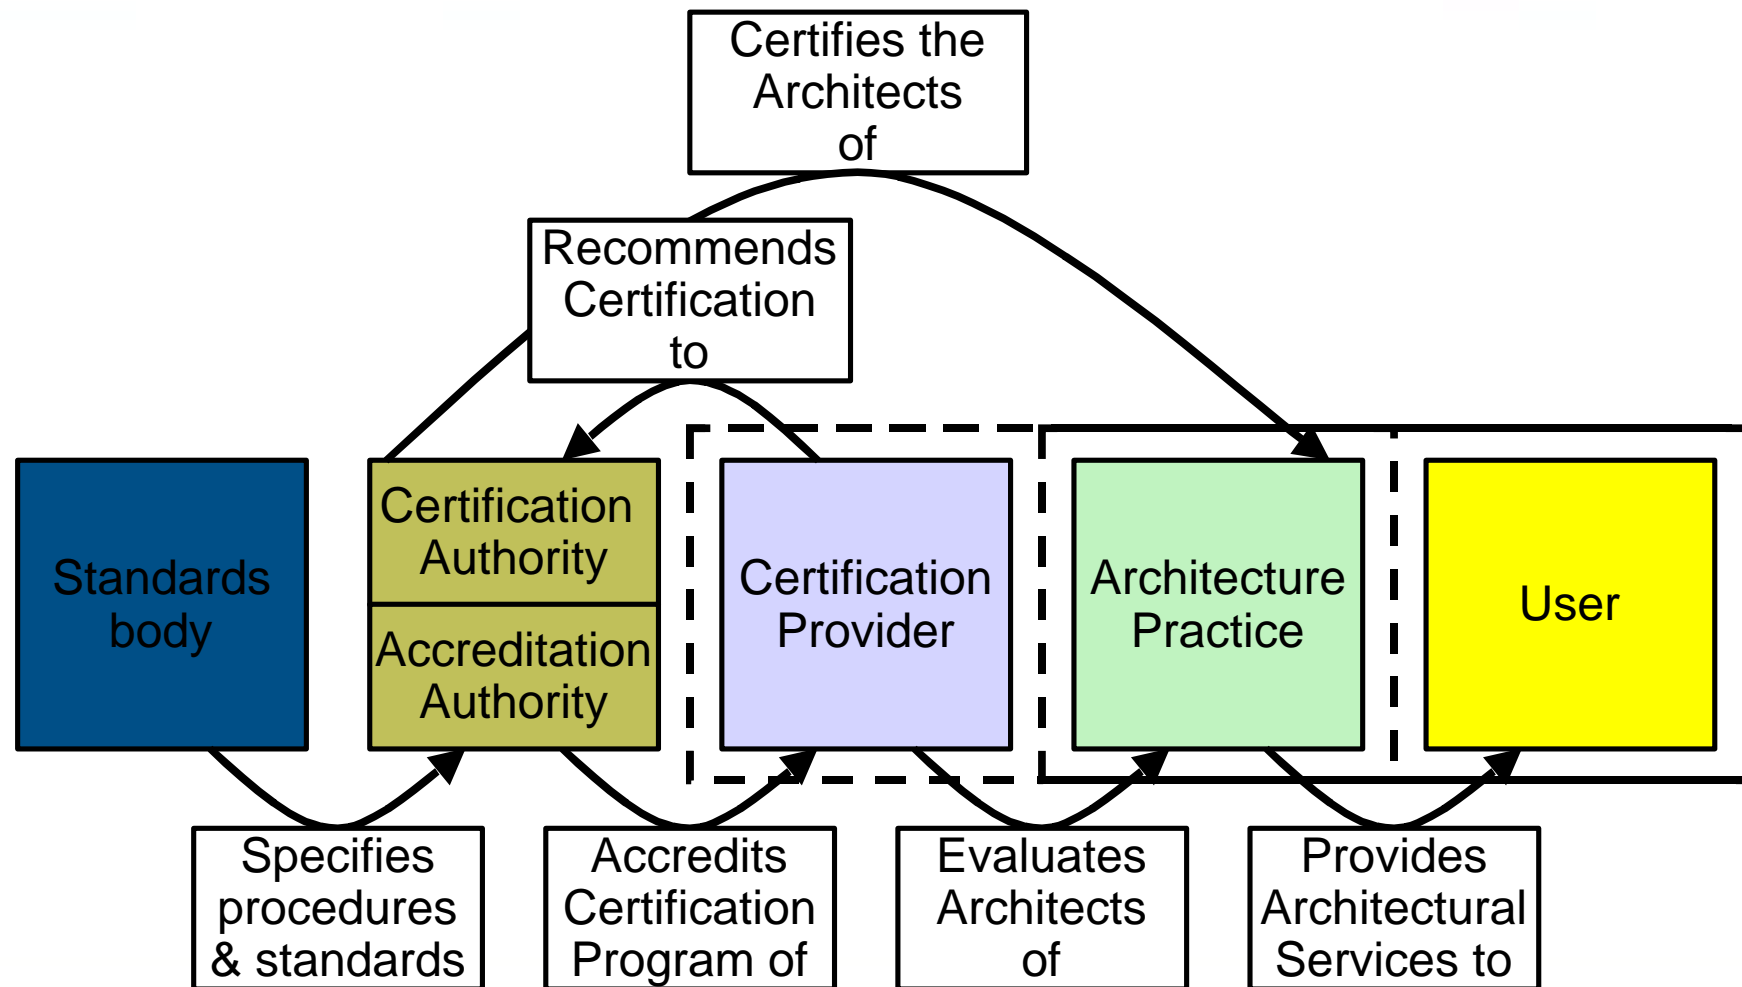 Certifies the
Architects
of
Recommends
Certification
to
Standards
body
Certification
Authority
Accreditation
Authority
Certification
Provider
Architecture
Practice
User
Specifies
procedures
& standards
Accredits
Certification
Program of
Evaluates
Architects
of
Provides
Architectural
Services to